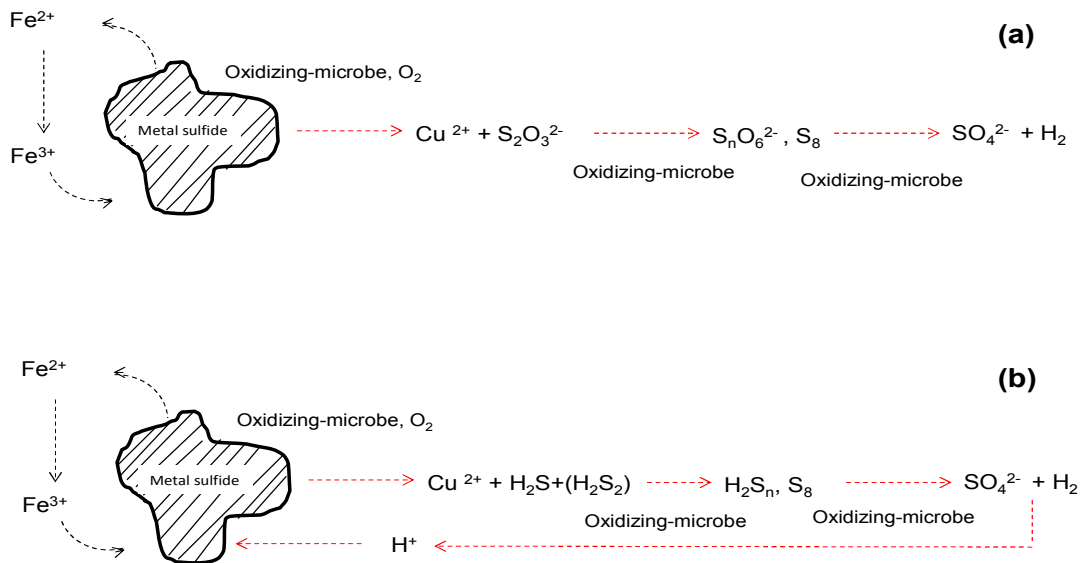 Fe²⁺
(a)
Oxidizing-microbe, O₂
Metal sulfide
Cu ²⁺ + S₂O₃²⁻
SₙO₆²⁻ , S₈
SO₄²⁻ + H₂
Fe³⁺
Oxidizing-microbe
Oxidizing-microbe
Fe²⁺
(b)
Oxidizing-microbe, O₂
Metal sulfide
Cu ²⁺ + H₂S+(H₂S₂)
H₂Sₙ, S₈
SO₄²⁻ + H₂
Fe³⁺
Oxidizing-microbe
Oxidizing-microbe
H⁺